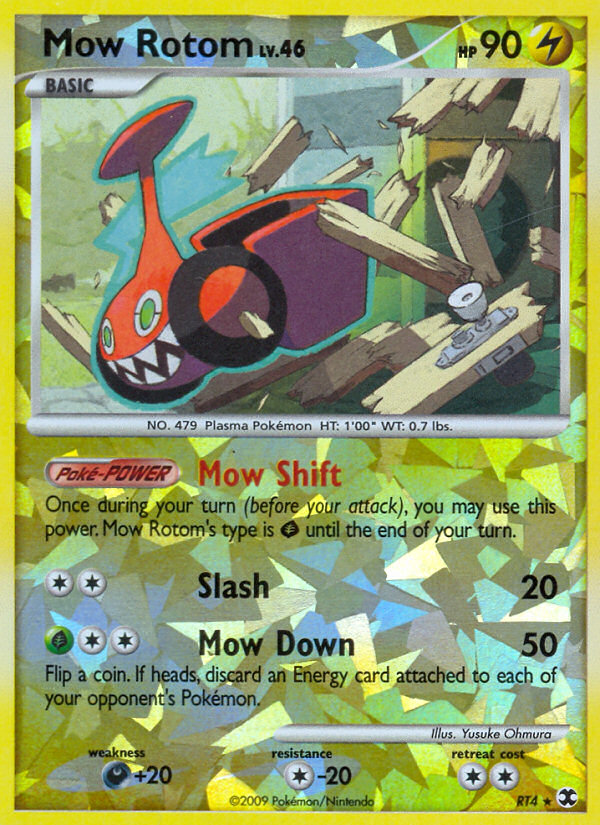 Mow Rotom LV.46 HP 90
BASIC
NO. 479 Plasma Pokémon HT: 1'00" WT: 0.7 lbs.
Poké-POWER Mow Shift
Once during your turn (before your attack), you may use this
power. Mow Rotom's type is until the end of your turn.
Slash 20
Mow Down 50
Flip a coin. If heads, discard an Energy card attached to each of
your opponent's Pokémon.
Illus. Yusuke Ohmura
weakness resistance retreat cost
+20 -20
©2009 Pokémon/Nintendo RT4